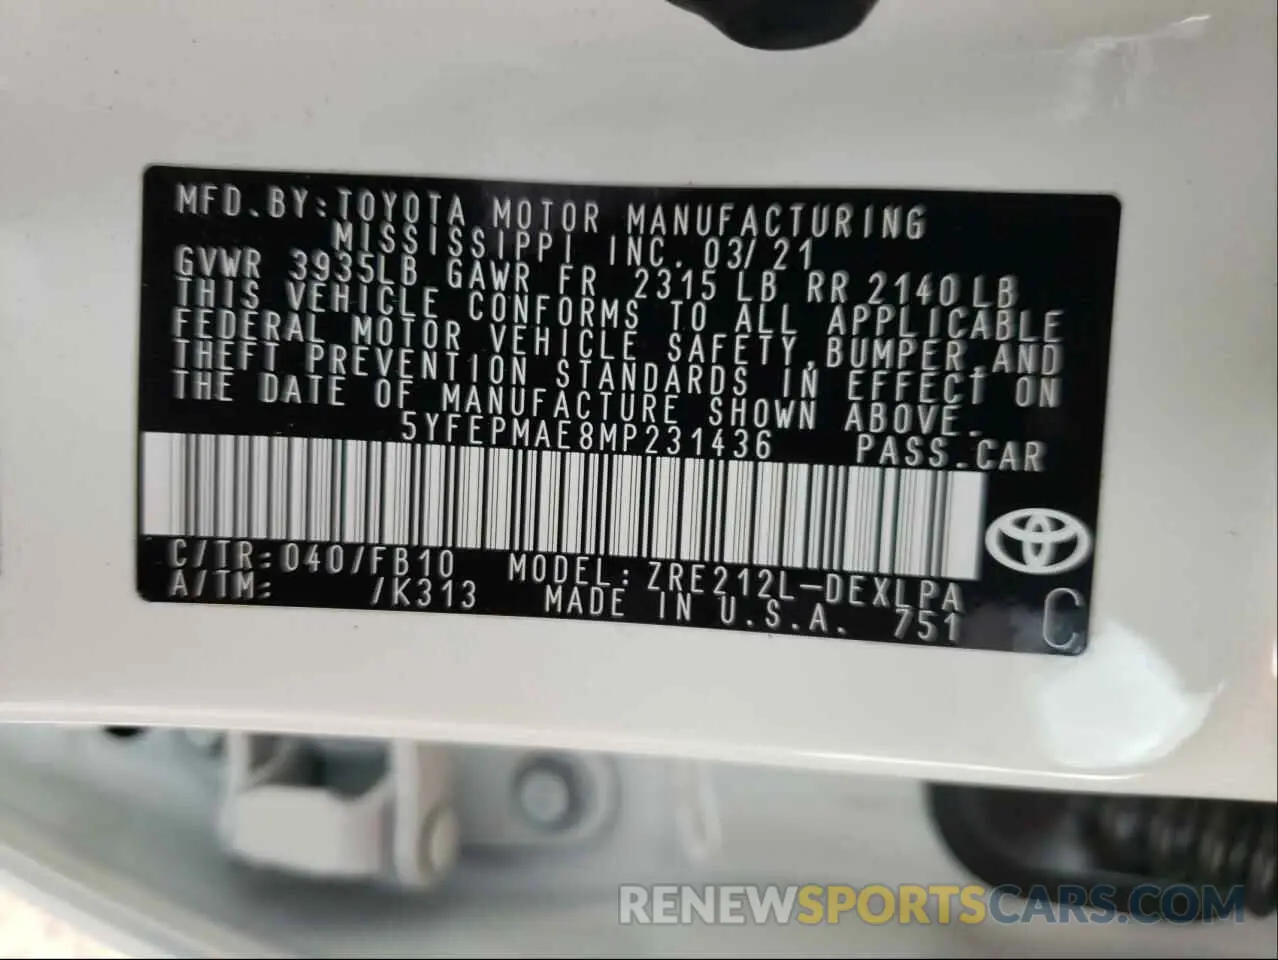 MFD.BY:TOYOTA MOTOR MANUFACTURING
MISSISSIPPI INC. 03/21
GVWR 3935LB GAWR FR 2315 LB RR 2140 LB
THIS VEHICLE CONFORMS TO ALL APPLICABLE
FEDERAL MOTOR VEHICLE SAFETY, BUMPER, AND
THEFT PREVENTION STANDARDS IN EFFECT ON
THE DATE OF MANUFACTURE SHOWN ABOVE.
5YFEPMAE8MP231436 PASS.CAR
C/TR:040/FB10 MODEL:ZRE212L-DEXLPA
A/TM: /K313 MADE IN U.S.A. 751 C
RENEWSPORTSCARS.COM